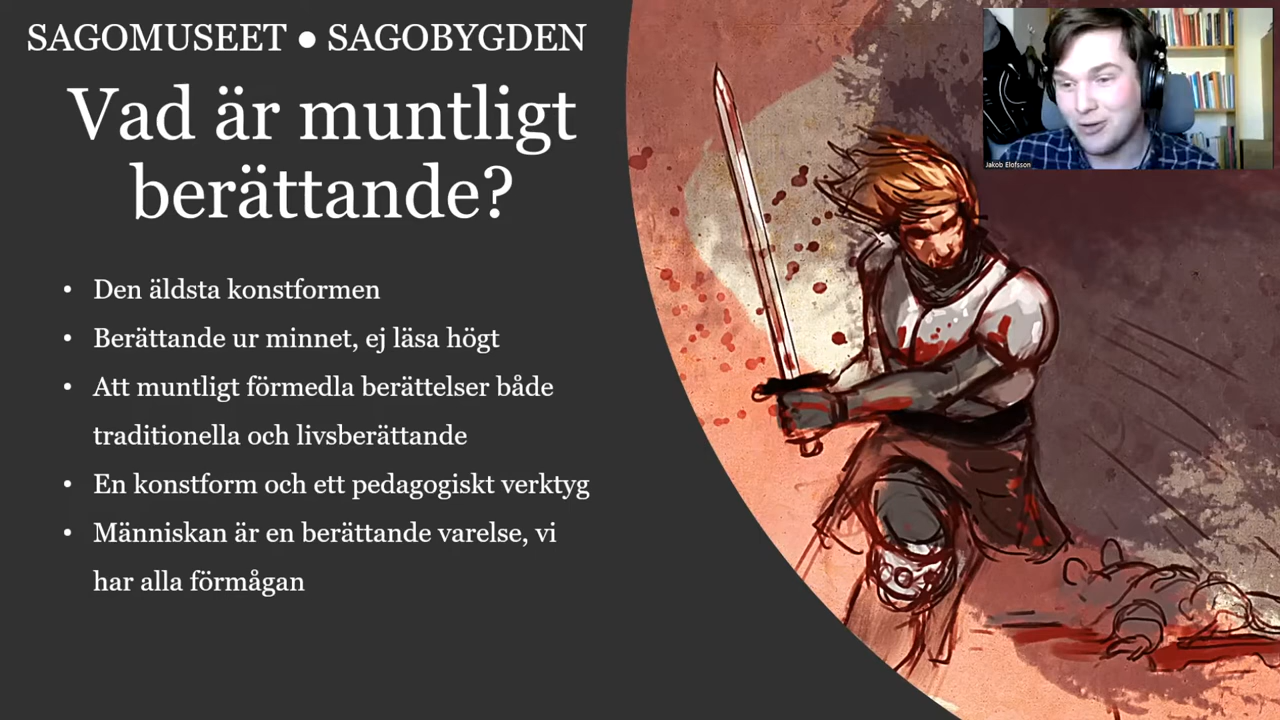 SAGOMUSEET ● SAGOBYGDEN
Vad är muntligt
berättande?
• Den äldsta konstformen
• Berättande ur minnet, ej läsa högt
• Att muntligt förmedla berättelser både
traditionella och livsberättande
• En konstform och ett pedagogiskt verktyg
• Människan är en berättande varelse, vi
har alla förmågan
Jakob Elofsson